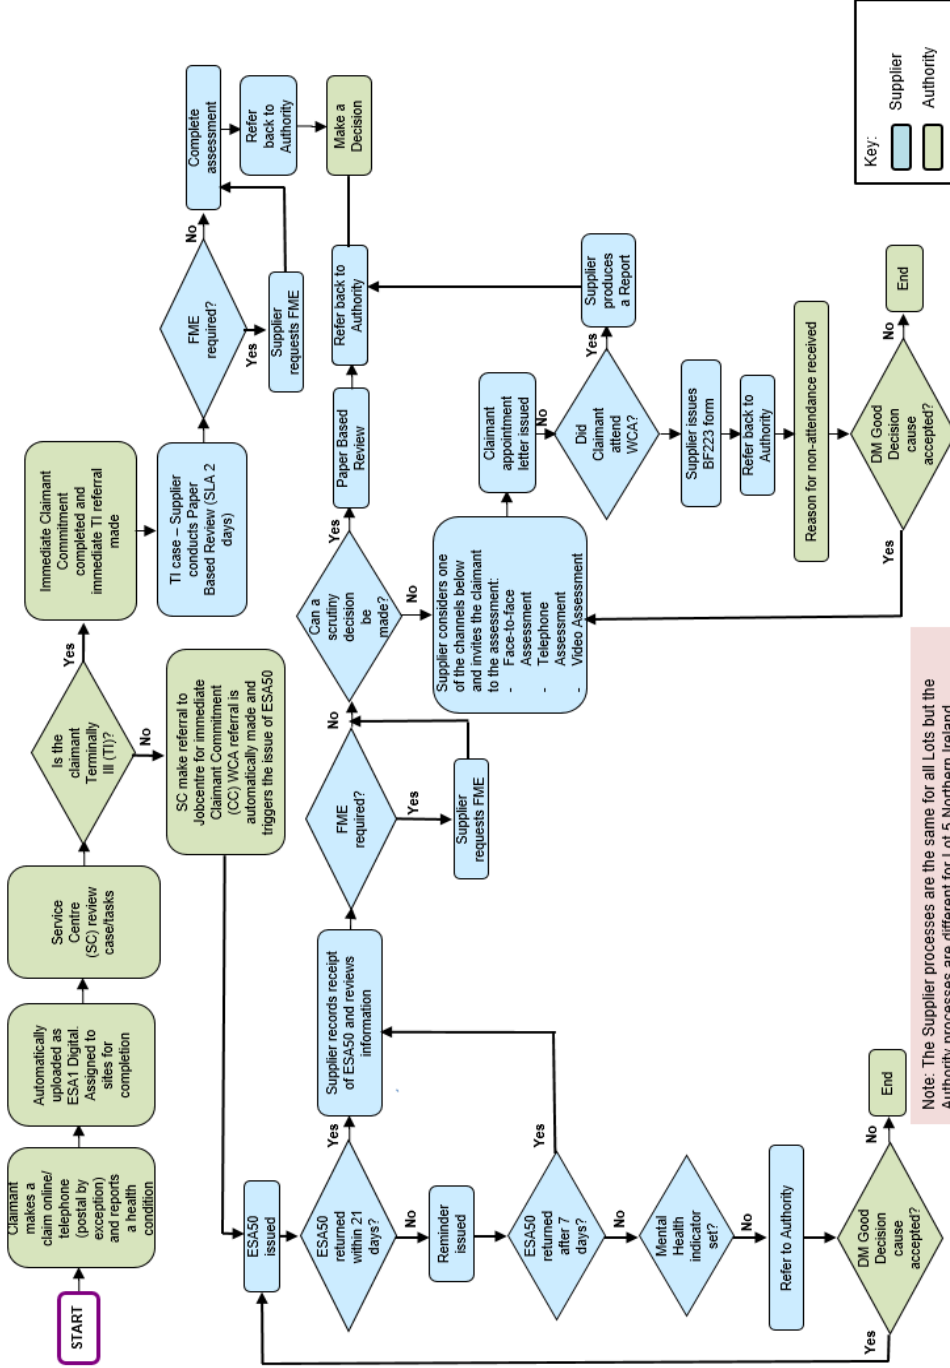 START
Claimant
makes a
claim online/
telephone
(postal by
exception)
and reports
a health
condition
Automatically
uploaded as
ESA1 Digital.
Assigned to
sites for
completion
Service
Centre
(SC) review
case/tasks
Is the
claimant
Terminally
Ill (TI)?
Yes
No
Immediate Claimant
Commitment
completed and
immediate TI referral
made
TI case – Supplier
conducts Paper
Based Review (SLA 2
days)
FME
required?
No
Yes
Supplier
requests FME
Complete
assessment
Refer
back to
Authority
Make a
Decision
SC make referral to
Jobcentre for immediate
Claimant Commitment
(CC) WCA referral is
automatically made and
triggers the issue of ESA50
ESA50
issued
ESA50
returned
within 21
days?
Yes
No
Supplier records receipt
of ESA50 and reviews
information
FME
required?
No
Yes
Supplier
requests FME
Can a
scrutiny
decision
be
made?
Yes
No
Paper Based
Review
Refer back to
Authority
Reminder
issued
ESA50
returned
after 7
days?
Yes
No
Mental
Health
indicator
set?
No
Refer to Authority
DM Good
Decision
cause
accepted?
Yes
No
End
Supplier considers one
of the channels below
and invites the claimant
to the assessment:
- Face-to-face
Assessment
- Telephone
Assessment
- Video Assessment
Claimant
appointment
letter issued
No
Did
Claimant
attend
WCA?
Yes
Supplier
produces
a Report
Supplier issues
BF223 form
Refer back to
Authority
Reason for non-attendance received
DM Good
Decision
cause
accepted?
Yes
No
End
Key:
Supplier
Authority
Note: The Supplier processes are the same for all Lots but the
Authority processes are different for Lot 5 Northern Ireland